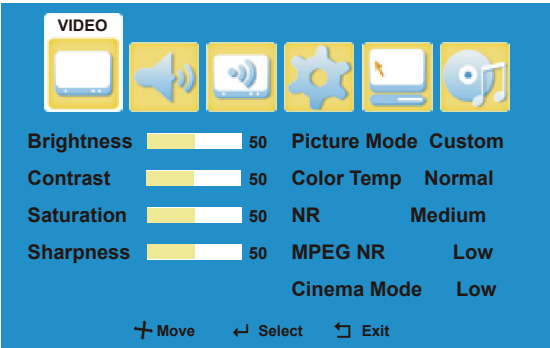 VIDEO
Brightness 50 Picture Mode Custom
Contrast 50 Color Temp Normal
Saturation 50 NR Medium
Sharpness 50 MPEG NR Low
Cinema Mode Low
Move Select Exit